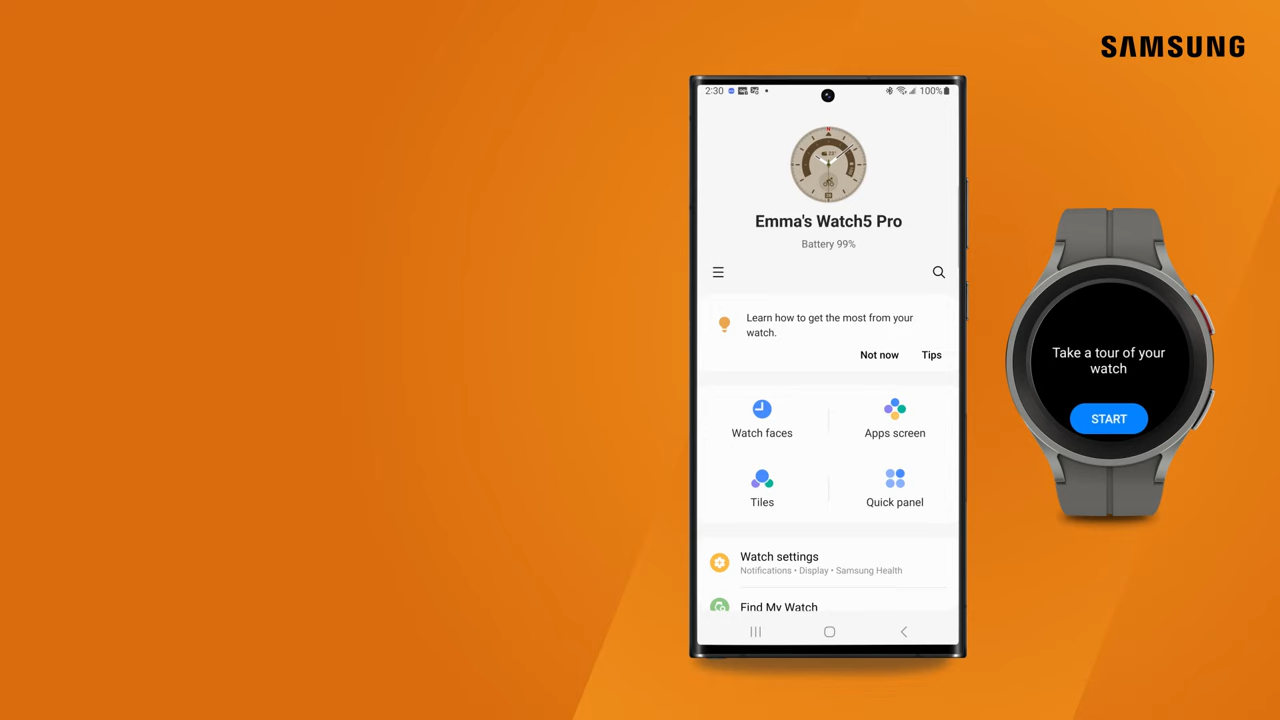 SAMSUNG
2:30
100%
Emma's Watch5 Pro
Battery 99%
Learn how to get the most from your
watch.
Not now Tips
Watch faces Apps screen
Tiles Quick panel
Watch settings
Notifications • Display • Samsung Health
Find My Watch
Take a tour of your
watch
START